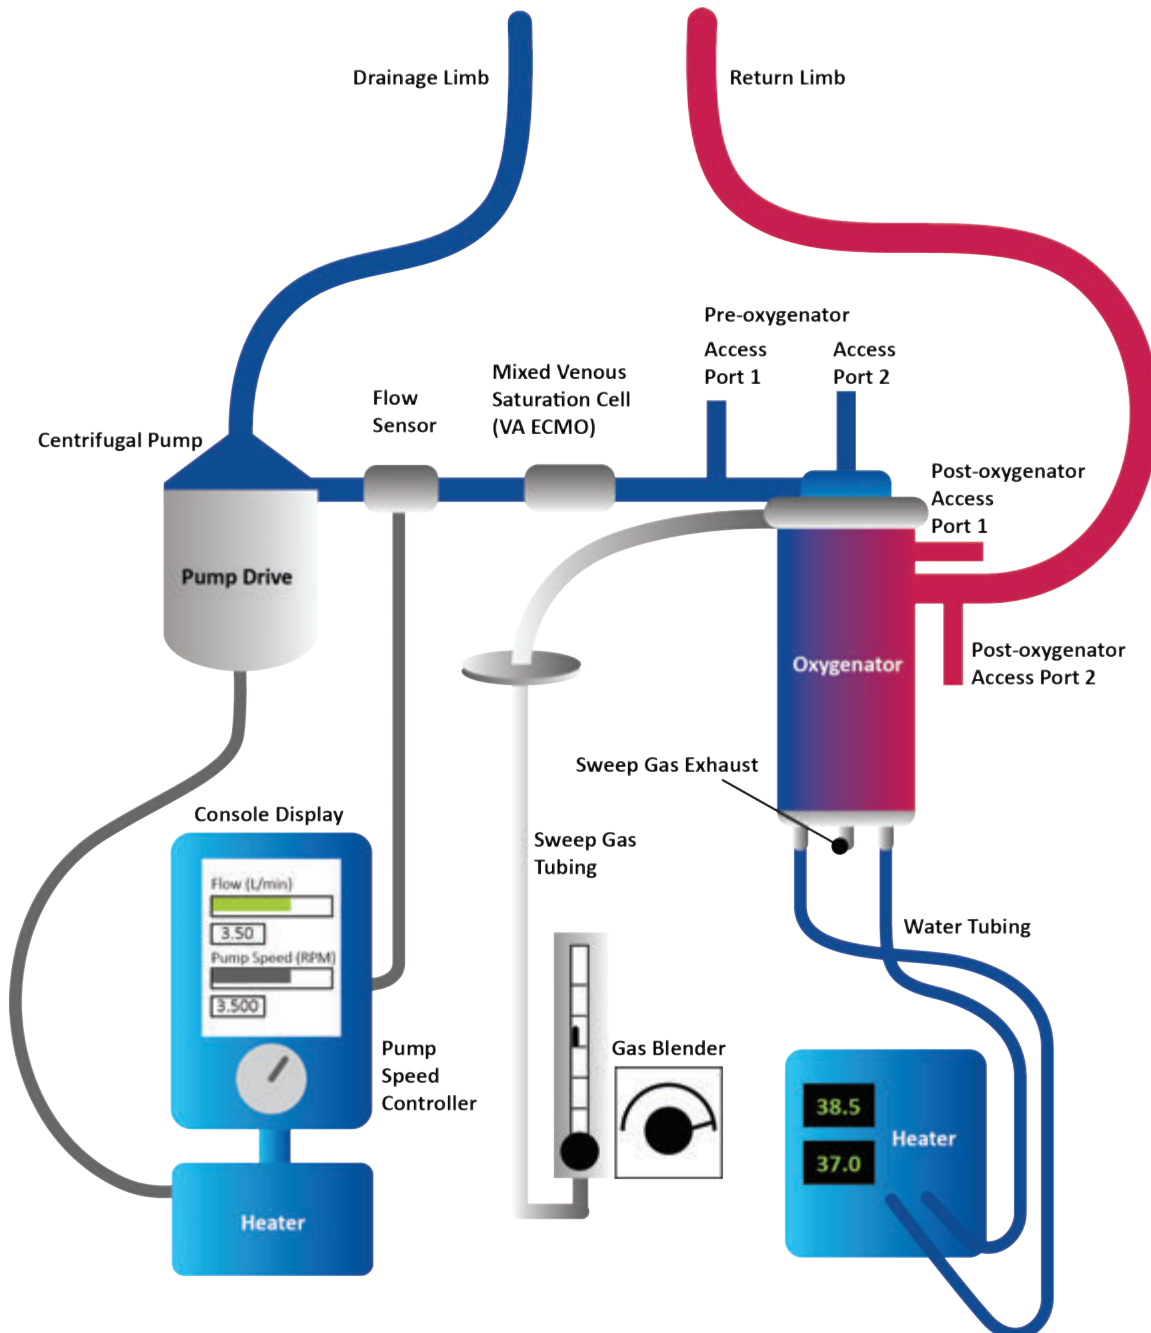 Drainage Limb
Return Limb
Pre-oxygenator
Access
Port 1
Access
Port 2
Mixed Venous
Saturation Cell
(VA ECMO)
Flow
Sensor
Centrifugal Pump
Post-oxygenator
Access
Port 1
Pump Drive
Oxygenator
Post-oxygenator
Access Port 2
Sweep Gas Exhaust
Console Display
Sweep Gas
Tubing
Flow (L/min)
3.50
Pump Speed (RPM)
3.500
Water Tubing
Pump
Speed
Controller
Gas Blender
38.5
37.0
Heater
Heater